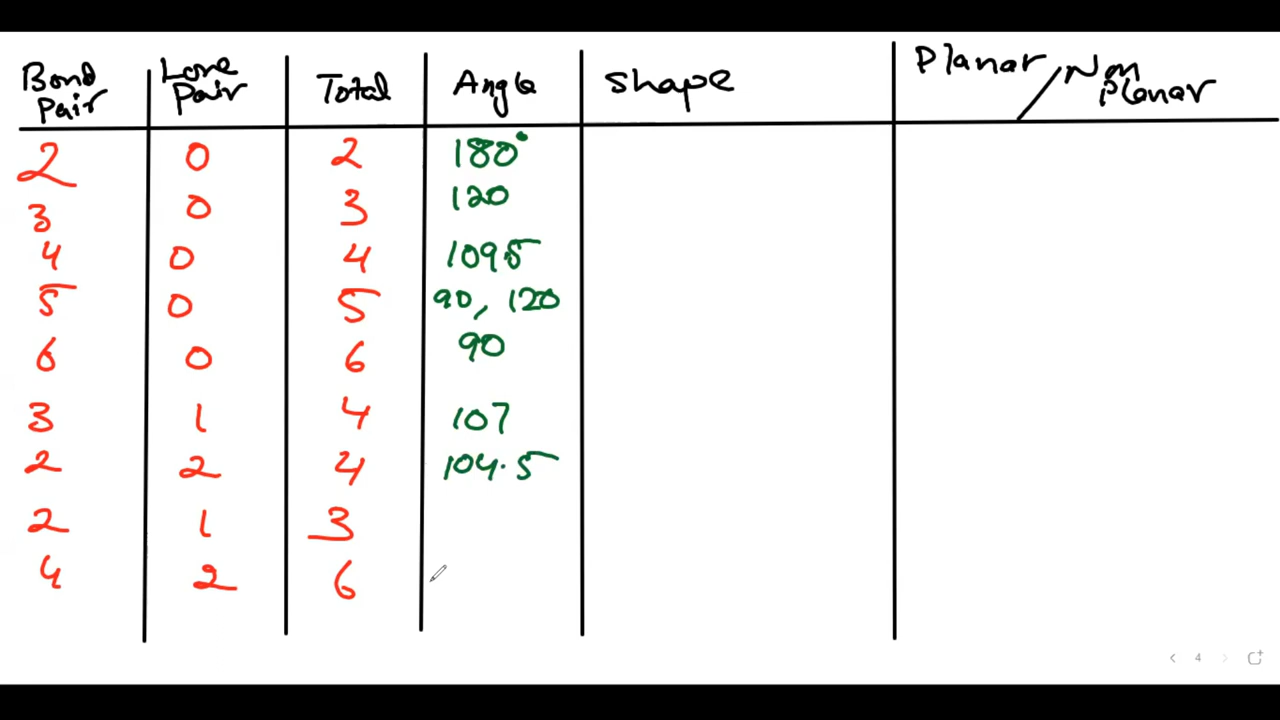 Bond Pair Lone Pair Total Angle Shape Planar / Non Planar
2 0 2 180°
3 0 3 120
4 0 4 1095
5 0 5 90, 120
6 0 6 90
3 1 4 107
2 2 4 104.5
2 1 3
4 2 6
< 4 >